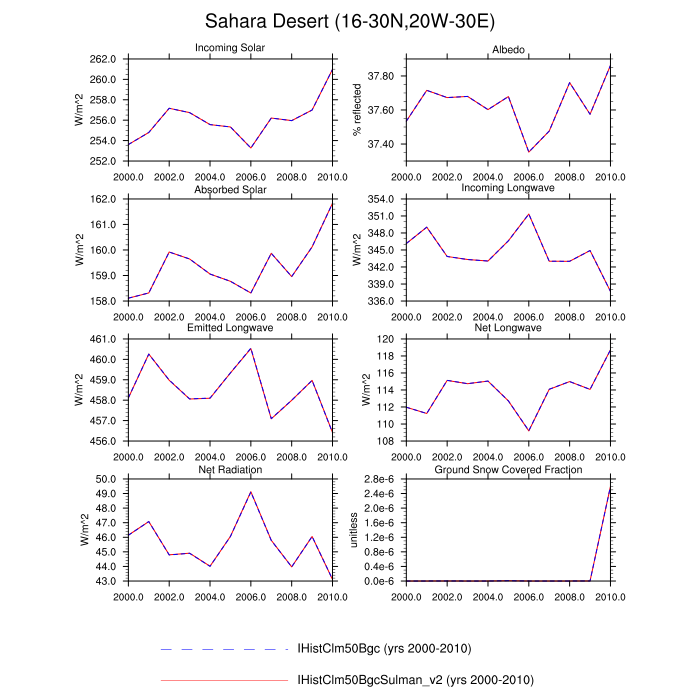 Sahara Desert (16-30N,20W-30E)
Incoming Solar
W/m^2
262.0
260.0
258.0
256.0
254.0
252.0
2000.0 2002.0 2004.0 2006.0 2008.0 2010.0
Albedo
% reflected
37.80
37.60
37.40
2000.0 2002.0 2004.0 2006.0 2008.0 2010.0
Absorbed Solar
W/m^2
162.0
161.0
160.0
159.0
158.0
2000.0 2002.0 2004.0 2006.0 2008.0 2010.0
Incoming Longwave
W/m^2
354.0
351.0
348.0
345.0
342.0
339.0
336.0
2000.0 2002.0 2004.0 2006.0 2008.0 2010.0
Emitted Longwave
W/m^2
461.0
460.0
459.0
458.0
457.0
456.0
2000.0 2002.0 2004.0 2006.0 2008.0 2010.0
Net Longwave
W/m^2
120
118
116
114
112
110
108
2000.0 2002.0 2004.0 2006.0 2008.0 2010.0
Net Radiation
W/m^2
50.0
49.0
48.0
47.0
46.0
45.0
44.0
43.0
2000.0 2002.0 2004.0 2006.0 2008.0 2010.0
Ground Snow Covered Fraction
unitless
2.8e-6
2.4e-6
2.0e-6
1.6e-6
1.2e-6
0.8e-6
0.4e-6
0.0e-6
2000.0 2002.0 2004.0 2006.0 2008.0 2010.0
IHistClm50Bgc (yrs 2000-2010)
IHistClm50BgcSulman_v2 (yrs 2000-2010)